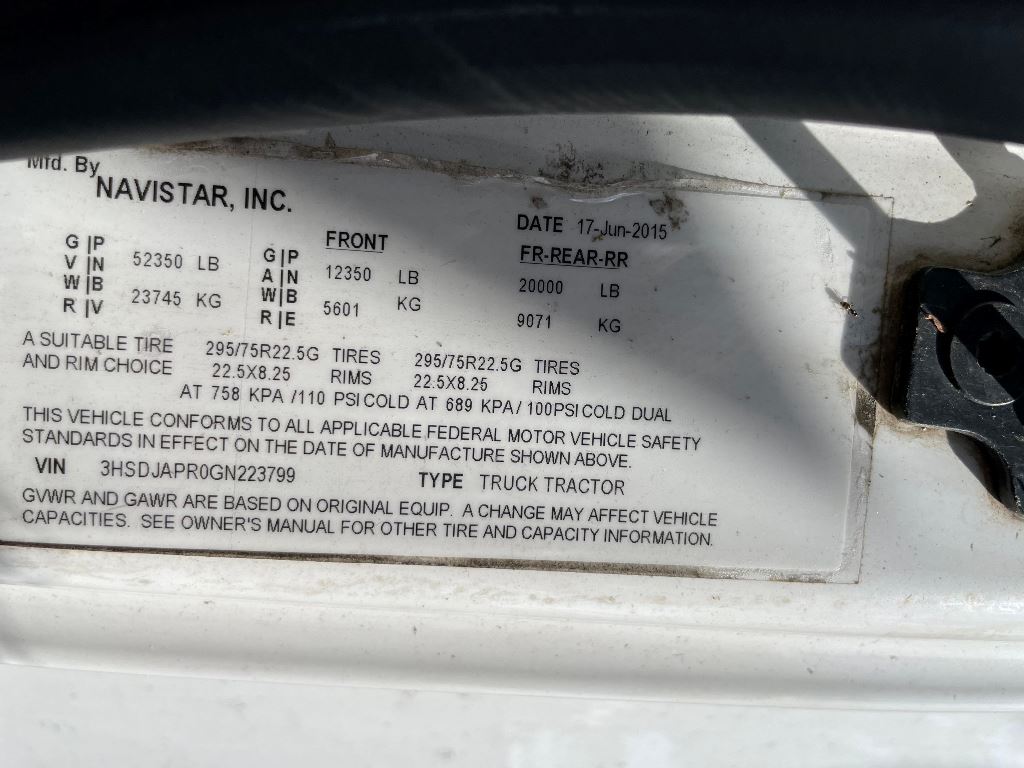 Mfd. By
NAVISTAR, INC.
DATE 17-Jun-2015
G|P FRONT FR-REAR-RR
V|N 52350 LB G|P
W|B A|N 12350 LB 20000 LB
R|V 23745 KG W|B 5601 KG
R|E 9071 KG
A SUITABLE TIRE 295/75R22.5G TIRES 295/75R22.5G TIRES
AND RIM CHOICE 22.5X8.25 RIMS 22.5X8.25 RIMS
AT 758 KPA /110 PSI COLD AT 689 KPA/ 100PSI COLD DUAL
THIS VEHICLE CONFORMS TO ALL APPLICABLE FEDERAL MOTOR VEHICLE SAFETY
STANDARDS IN EFFECT ON THE DATE OF MANUFACTURE SHOWN ABOVE.
VIN 3HSDJAPR0GN223799 TYPE TRUCK TRACTOR
GVWR AND GAWR ARE BASED ON ORIGINAL EQUIP. A CHANGE MAY AFFECT VEHICLE
CAPACITIES. SEE OWNER'S MANUAL FOR OTHER TIRE AND CAPACITY INFORMATION.